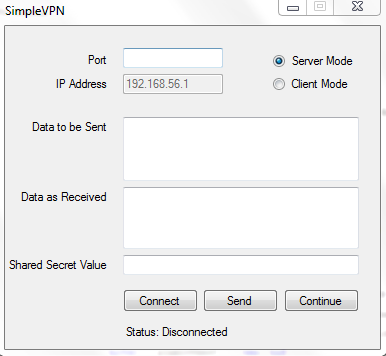 SimpleVPN
Port
Server Mode
IP Address 192.168.56.1 Client Mode
Data to be Sent
Data as Received
Shared Secret Value
Connect Send Continue
Status: Disconnected